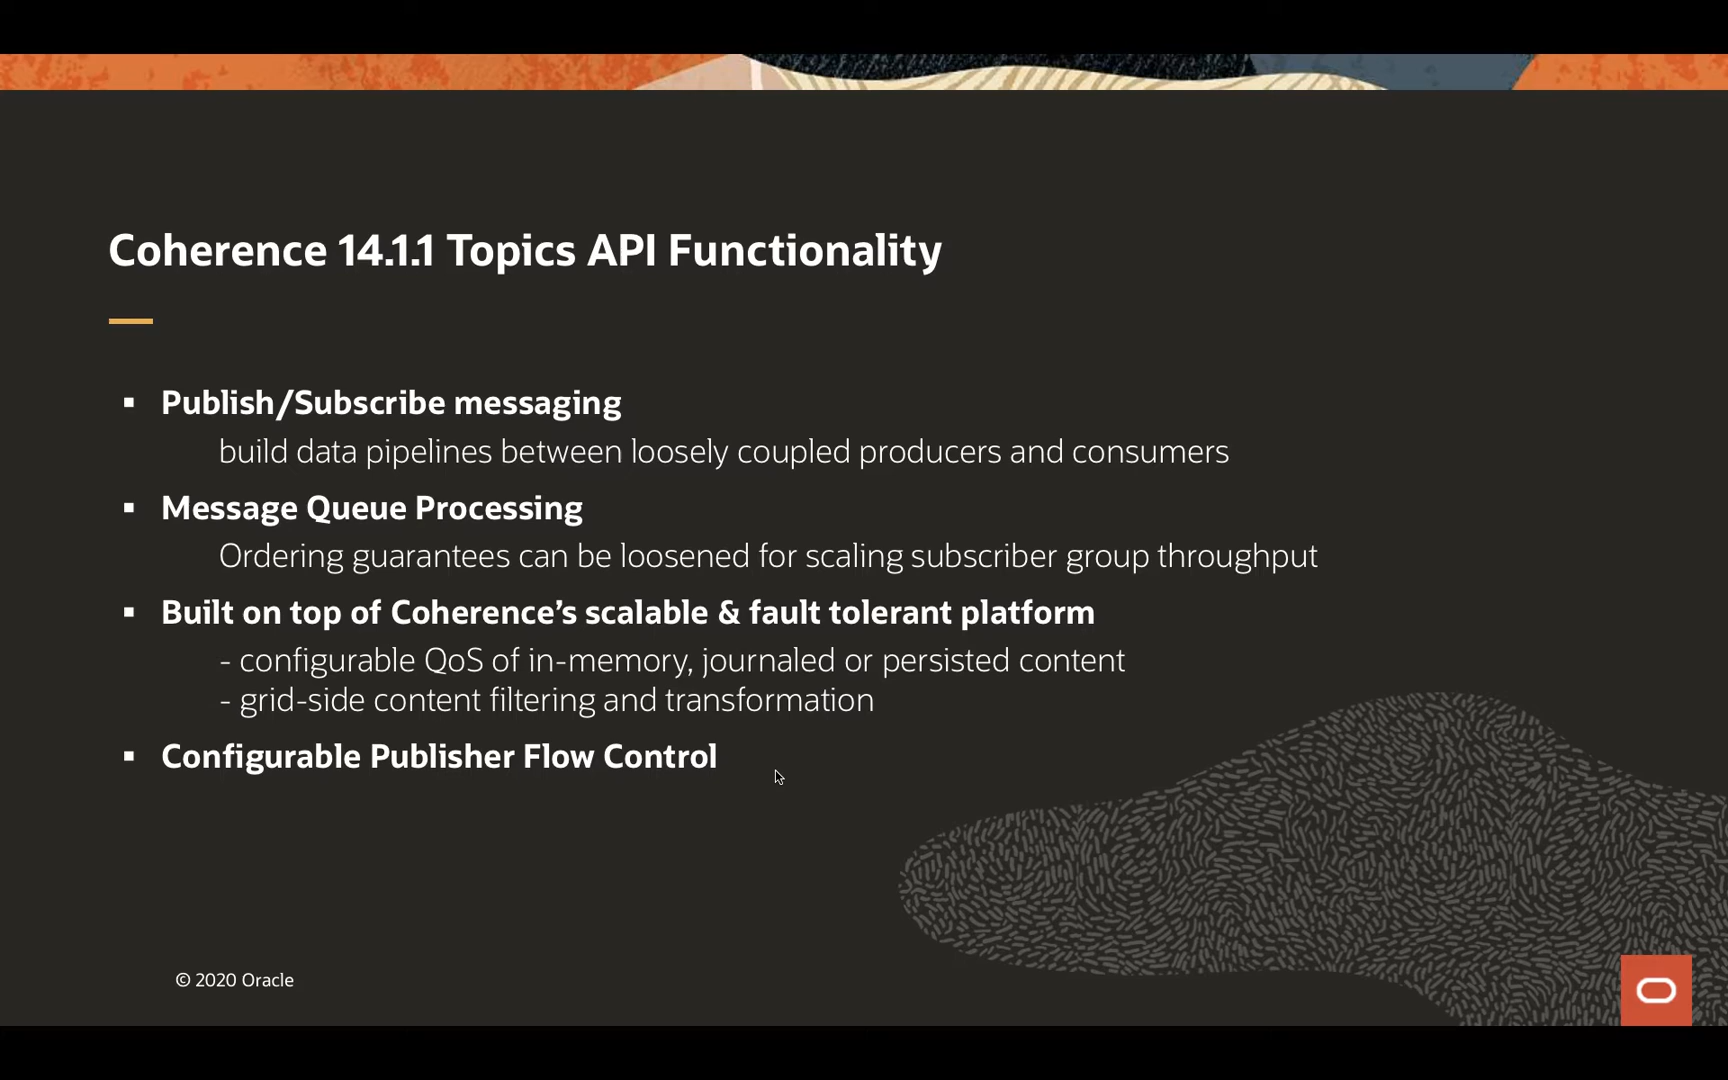 Coherence 14.1.1 Topics API Functionality
▪ Publish/Subscribe messaging
build data pipelines between loosely coupled producers and consumers
▪ Message Queue Processing
Ordering guarantees can be loosened for scaling subscriber group throughput
▪ Built on top of Coherence’s scalable & fault tolerant platform
- configurable QoS of in-memory, journaled or persisted content
- grid-side content filtering and transformation
▪ Configurable Publisher Flow Control
© 2020 Oracle